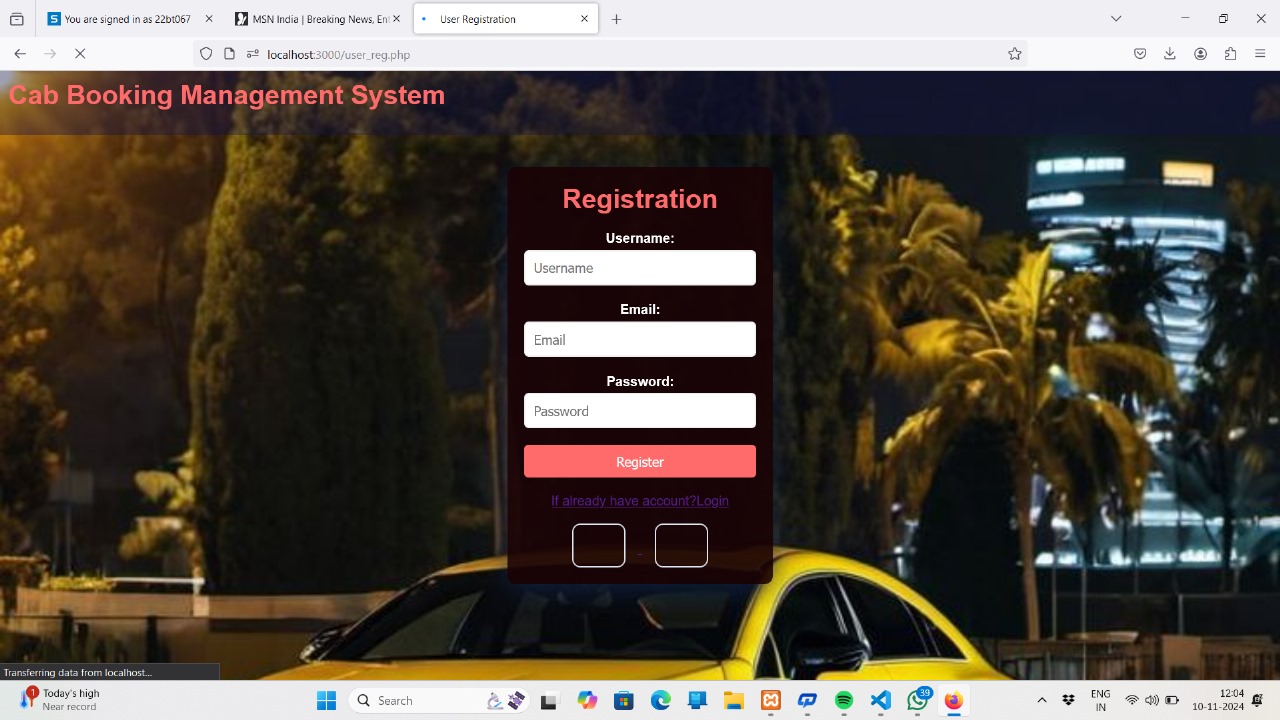 You are signed in as 22bt067
MSN India | Breaking News, Ent
User Registration
localhost:3000/user_reg.php
Cab Booking Management System
Registration
Username:
Username
Email:
Email
Password:
Password
Register
If already have account?Login
Transferring data from localhost...
1
Today's high
Near record
Search
39
ENG
IN
12:04
10-11-2024